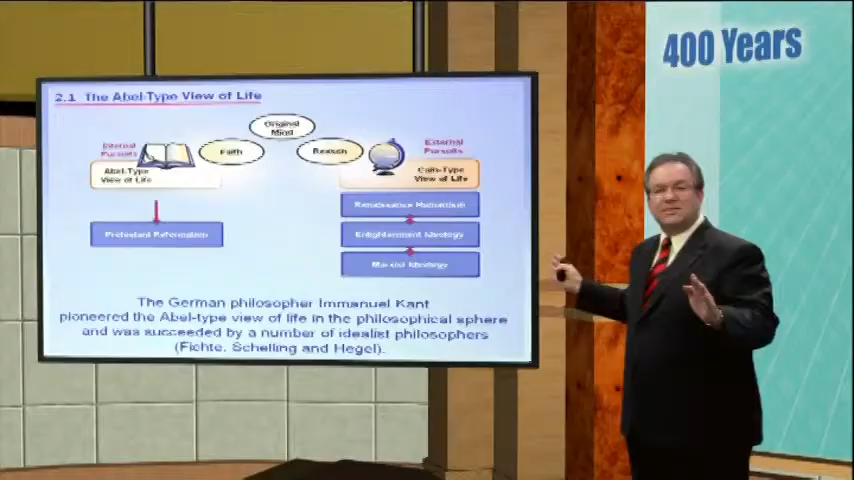 400 Years
2.1 The Abel-Type View of Life
Original
Mind
Internal
Pursuits
Faith
Reason
External
Pursuits
Abel-Type
View of Life
Cain-Type
View of Life
Protestant Reformation
Renaissance Humanism
Enlightenment Ideology
Marxist Ideology
The German philosopher Immanuel Kant
pioneered the Abel-type view of life in the philosophical sphere
and was succeeded by a number of idealist philosophers
(Fichte, Schelling and Hegel).